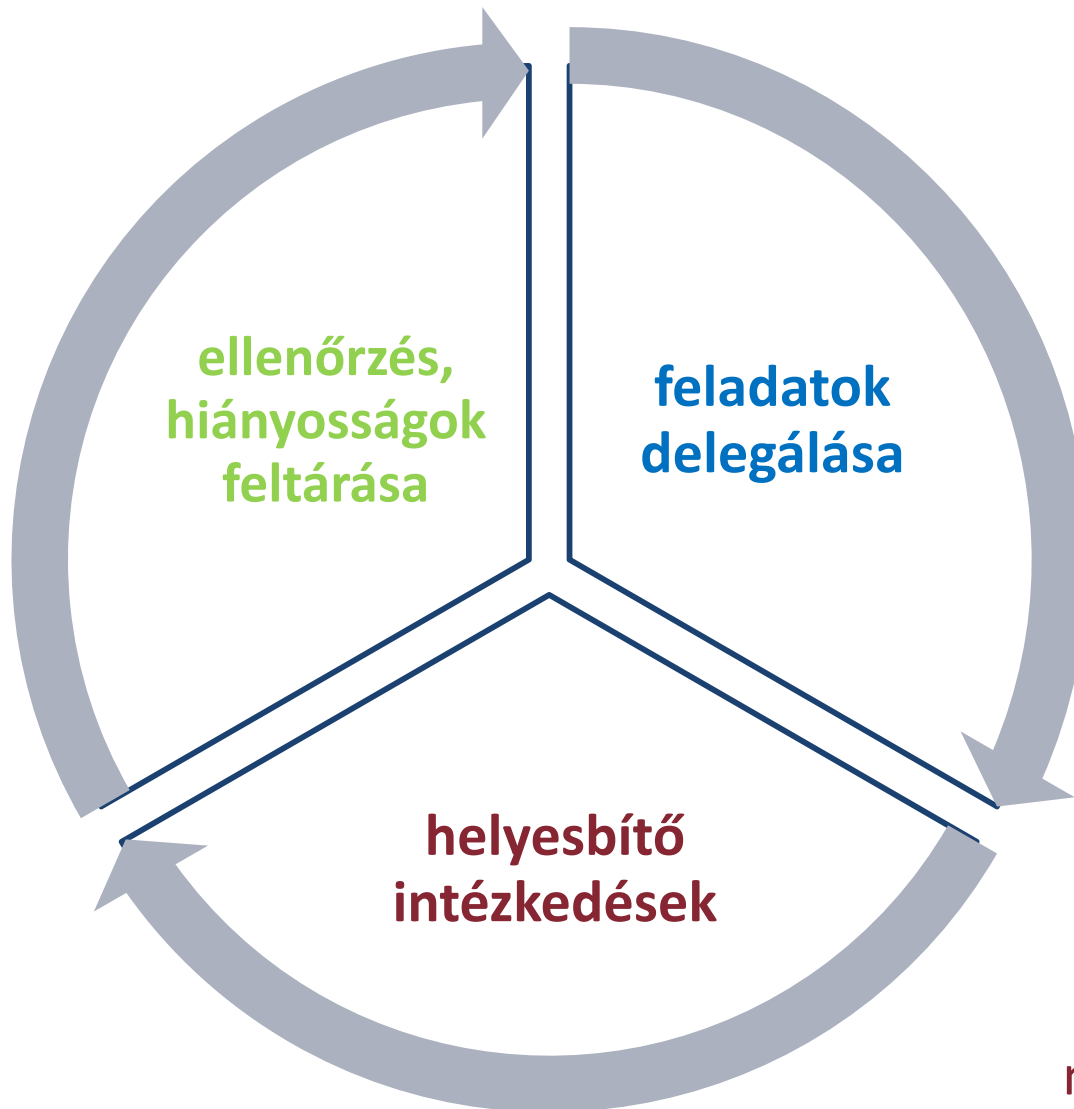 ellenőrzés,
hiányosságok
feltárása
feladatok
delegálása
helyesbítő
intézkedések